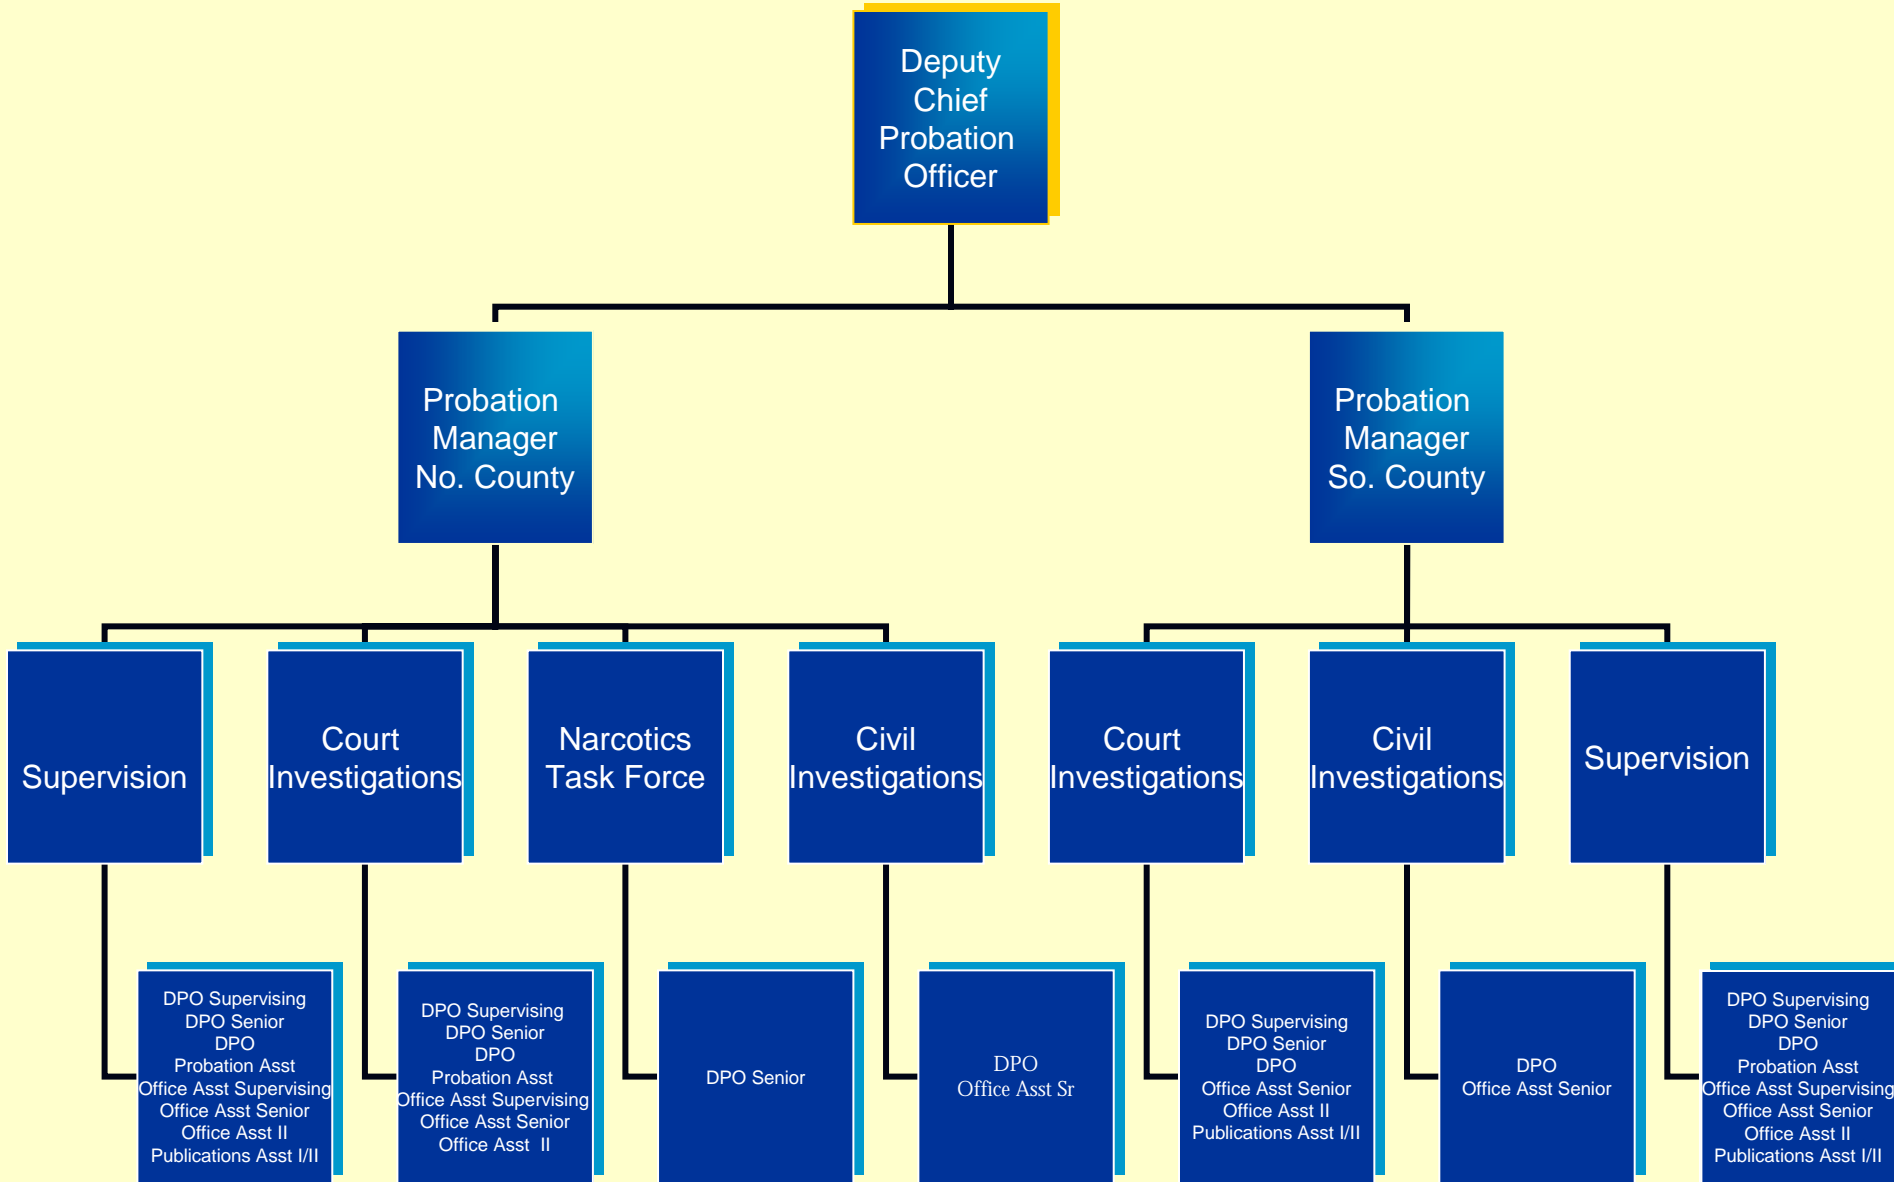 Deputy
Chief
Probation
Officer
Probation
Manager
No. County
Probation
Manager
So. County
Supervision
Court
Investigations
Narcotics
Task Force
Civil
Investigations
Court
Investigations
Civil
Investigations
Supervision
DPO Supervising
DPO Senior
DPO
Probation Asst
Office Asst Supervising
Office Asst Senior
Office Asst II
Publications Asst I/II
DPO Supervising
DPO Senior
DPO
Probation Asst
Office Asst Supervising
Office Asst Senior
Office Asst II
DPO Senior
DPO
Office Asst Sr
DPO Supervising
DPO Senior
DPO
Office Asst Senior
Office Asst II
Publications Asst I/II
DPO
Office Asst Senior
DPO Supervising
DPO Senior
DPO
Probation Asst
Office Asst Supervising
Office Asst Senior
Office Asst II
Publications Asst I/II